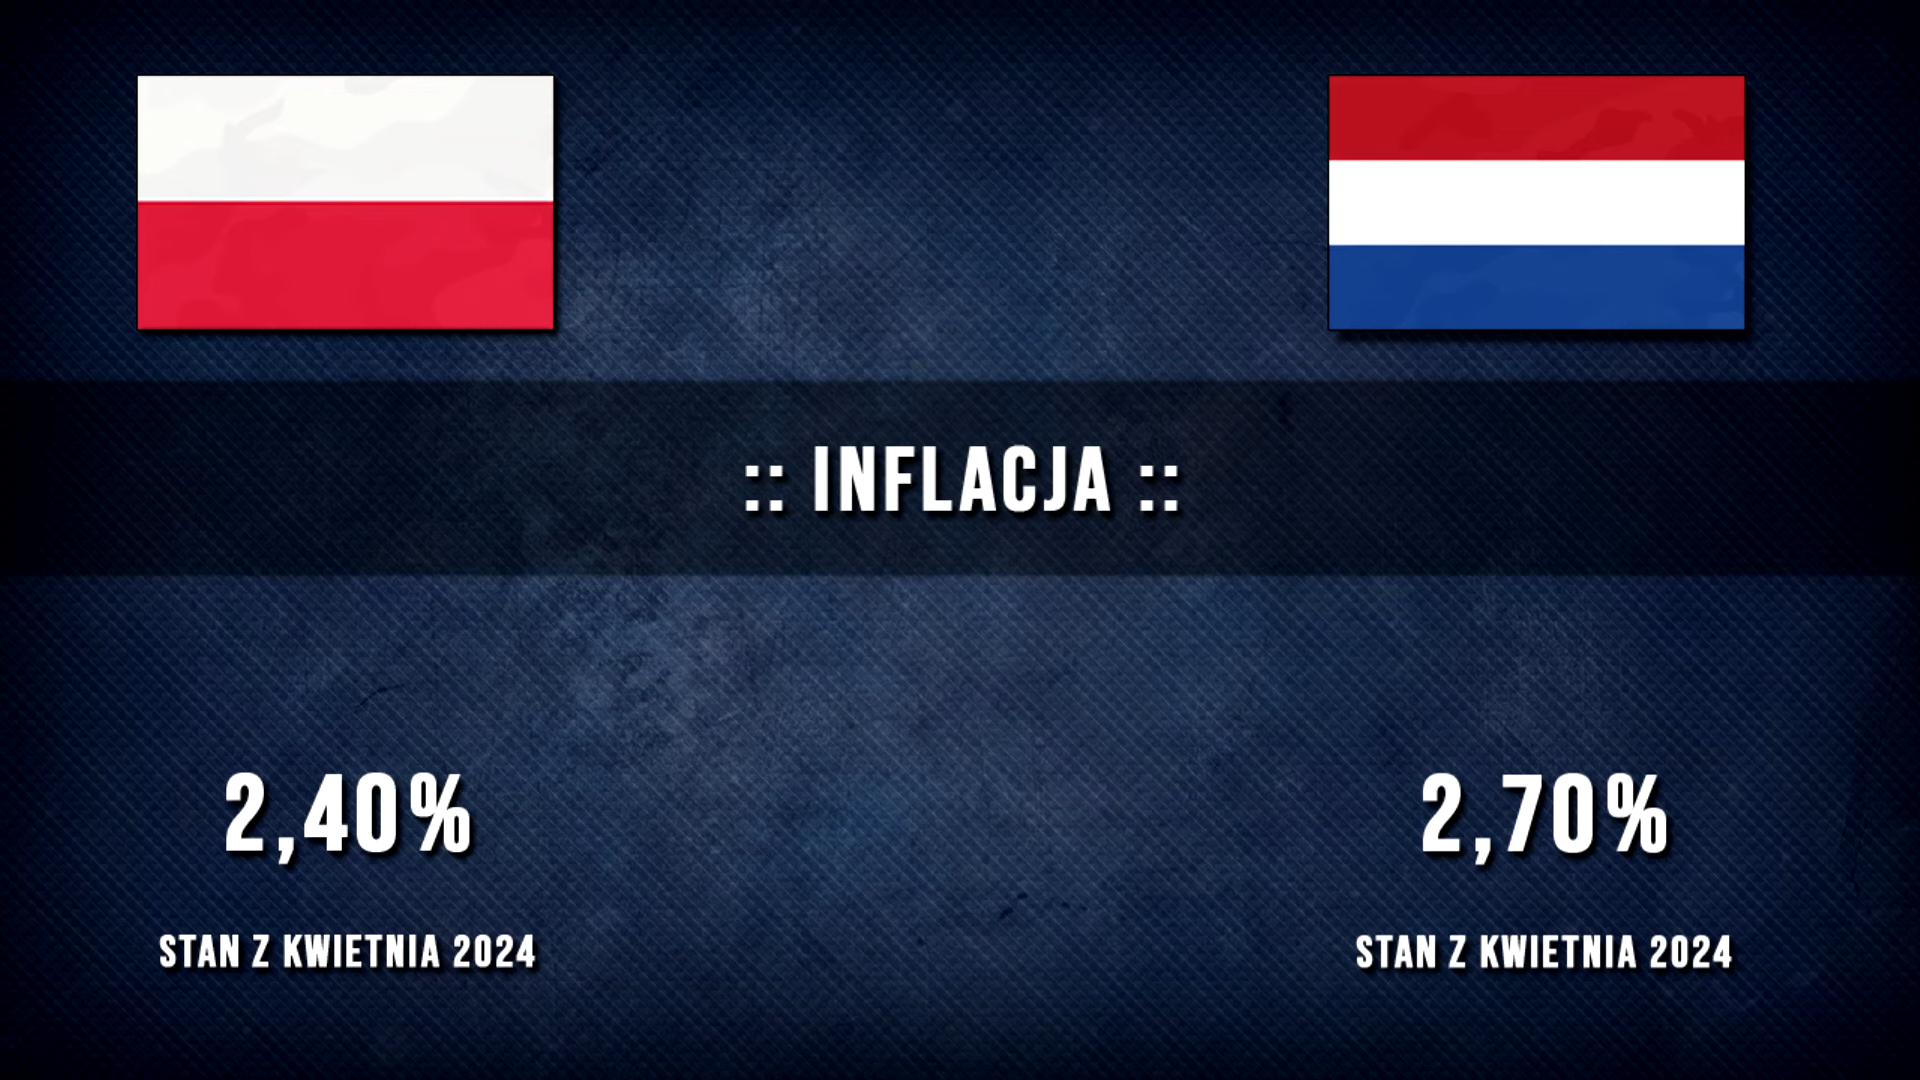 :: INFLACJA ::
2,40%
2,70%
STAN Z KWIETNIA 2024
STAN Z KWIETNIA 2024